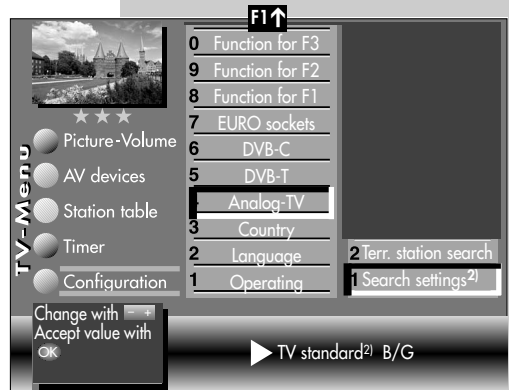 F1↑
0 Function for F3
9 Function for F2
8 Function for F1
7 EURO sockets
6 DVB-C
5 DVB-T
Analog-TV
3 Country
2 Language
1 Operating
TV-Menu
Picture-Volume
AV devices
Station table
Timer
Configuration
2 Terr. station search
1 Search settings2)
Change with - +
Accept value with
OK
TV standard2) B/G